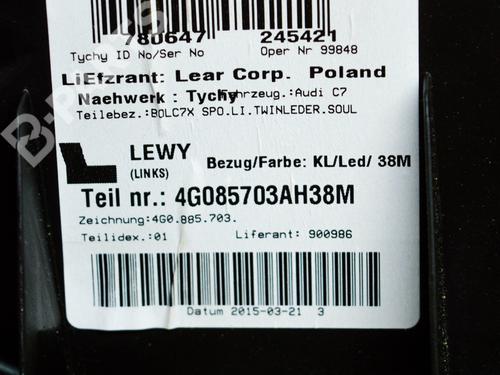 780647 245421
Tychy ID No/Ser No Oper Nr 99848
LiEfzrant: Lear Corp. Poland
Naehwerk : Tychy Fahrzeug.:Audi C7
Teilebez.:BOLC7X SPO.LI.TWINLEDER.SOUL
LEWY
(LINKS)
Bezug/Farbe: KL/Led/ 38M
Teil nr.: 4G085703AH38M
Zeichnung:4G0.885.703.
Teilidex.:01 Liferant: 900986
Datum 2015-03-21 3
B-PARTS